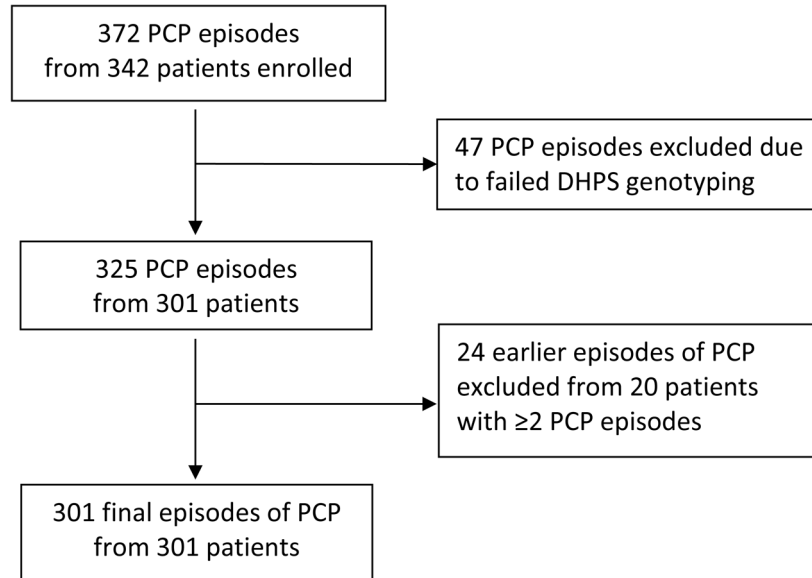 372 PCP episodes
from 342 patients enrolled
47 PCP episodes excluded due
to failed DHPS genotyping
325 PCP episodes
from 301 patients
24 earlier episodes of PCP
excluded from 20 patients
with ≥2 PCP episodes
301 final episodes of PCP
from 301 patients